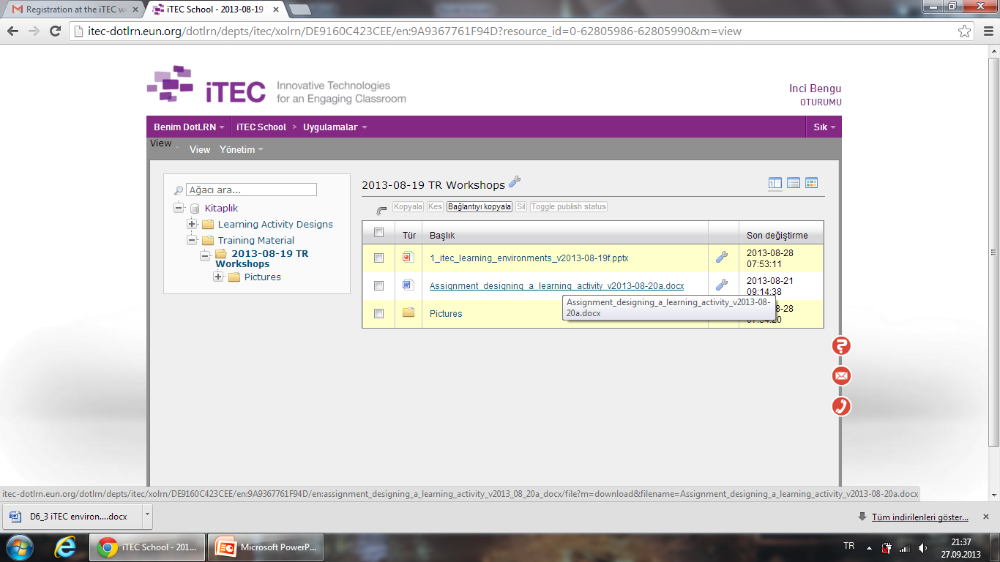 Registration at the iTEC w
iTEC School - 2013-08-19
itec-dotlrn.eun.org/dotlrn/depts/itec/xolrn/DE9160C423CEE/en:9A9367761F94D?resource_id=0-62805986-62805990&m=view
iTEC
Innovative Technologies
for an Engaging Classroom
Inci Bengu
OTURUMU
Benim DotLRN
iTEC School > Uygulamalar
Sık
View
View Yönetim
Ağacı ara...
Kitaplık
Learning Activity Designs
Training Material
2013-08-19 TR
Workshops
Pictures
2013-08-19 TR Workshops
Kopyala Kes Bağlantıyı kopyala Sil Toggle publish status
Tür Başlık Son değiştirme
1_itec_learning_environments_v2013-08-19f.pptx 2013-08-28
07:53:11
Assignment_designing_a_learning_activity_v2013-08-20a.docx 2013-08-21
09:14:38
Assignment_designing_a_learning_activity_v2013-08-
20a.docx
Pictures
itec-dotlrn.eun.org/dotlrn/depts/itec/xolrn/DE9160C423CEE/en:9A9367761F94D/en:assignment_designing_a_learning_activity_v2013_08_20a_docx/file?m=download&filename=Assignment_designing_a_learning_activity_v2013-08-20a.docx
D6_3 iTEC environ....docx
Tüm indirilenleri göster...
iTEC School - 201...
Microsoft PowerP...
TR
21:37
27.09.2013